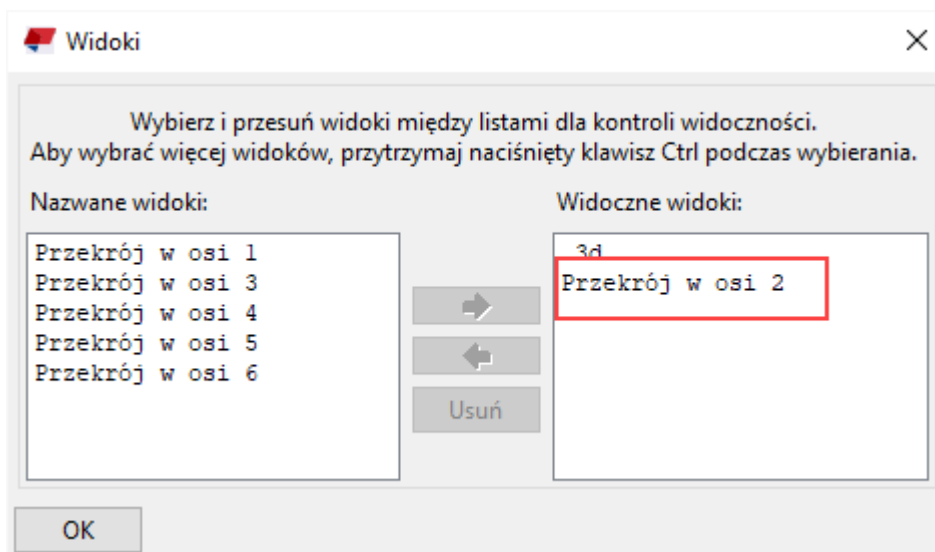 Widoki
Wybierz i przesuń widoki między listami dla kontroli widoczności.
Aby wybrać więcej widoków, przytrzymaj naciśnięty klawisz Ctrl podczas wybierania.
Nazwane widoki:
Przekrój w osi 1
Przekrój w osi 3
Przekrój w osi 4
Przekrój w osi 5
Przekrój w osi 6
Usuń
Widoczne widoki:
3d
Przekrój w osi 2
OK